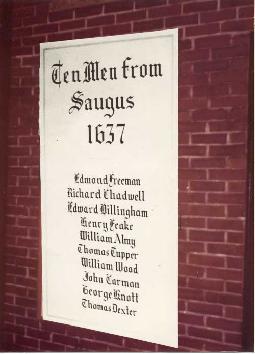 Ten Men from
Saugus
1637
Edmond Freeman
Richard Chadwell
Edward Dillingham
Henry Feake
William Almy
Thomas Tupper
William Wood
John Carman
George Knott
Thomas Dexter